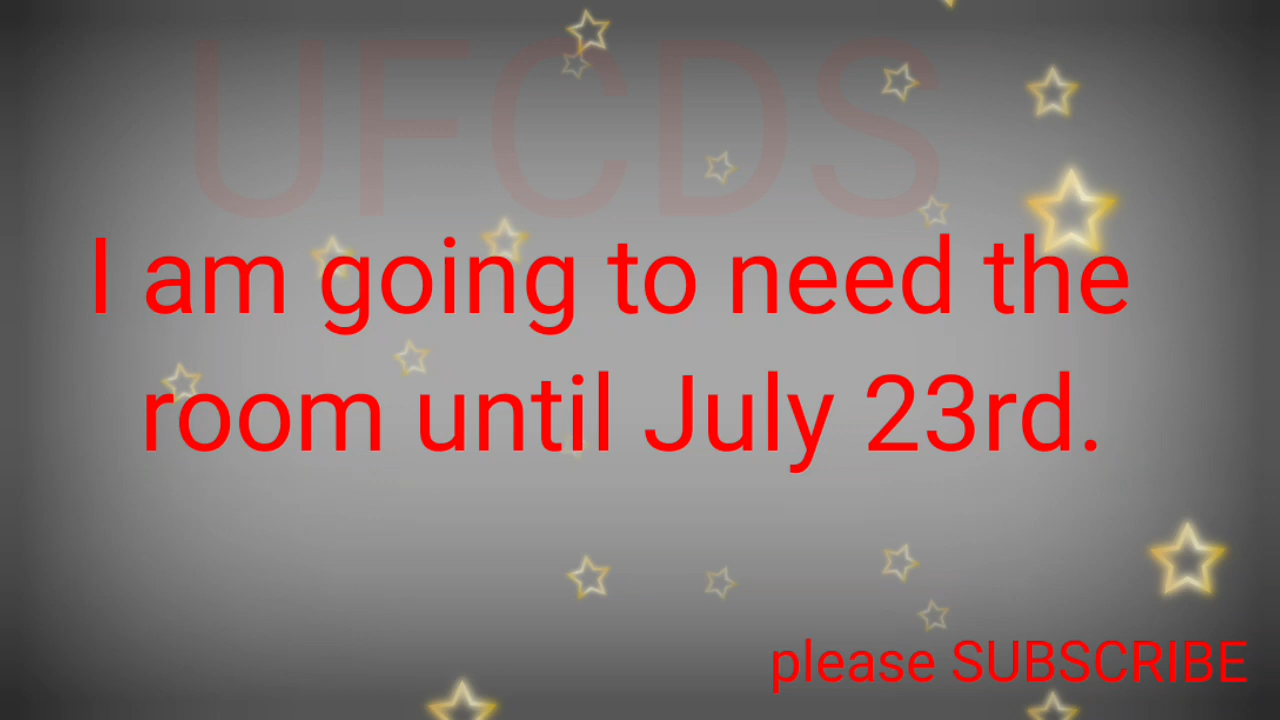 UFCDS
I am going to need the
room until July 23rd.
please SUBSCRIBE